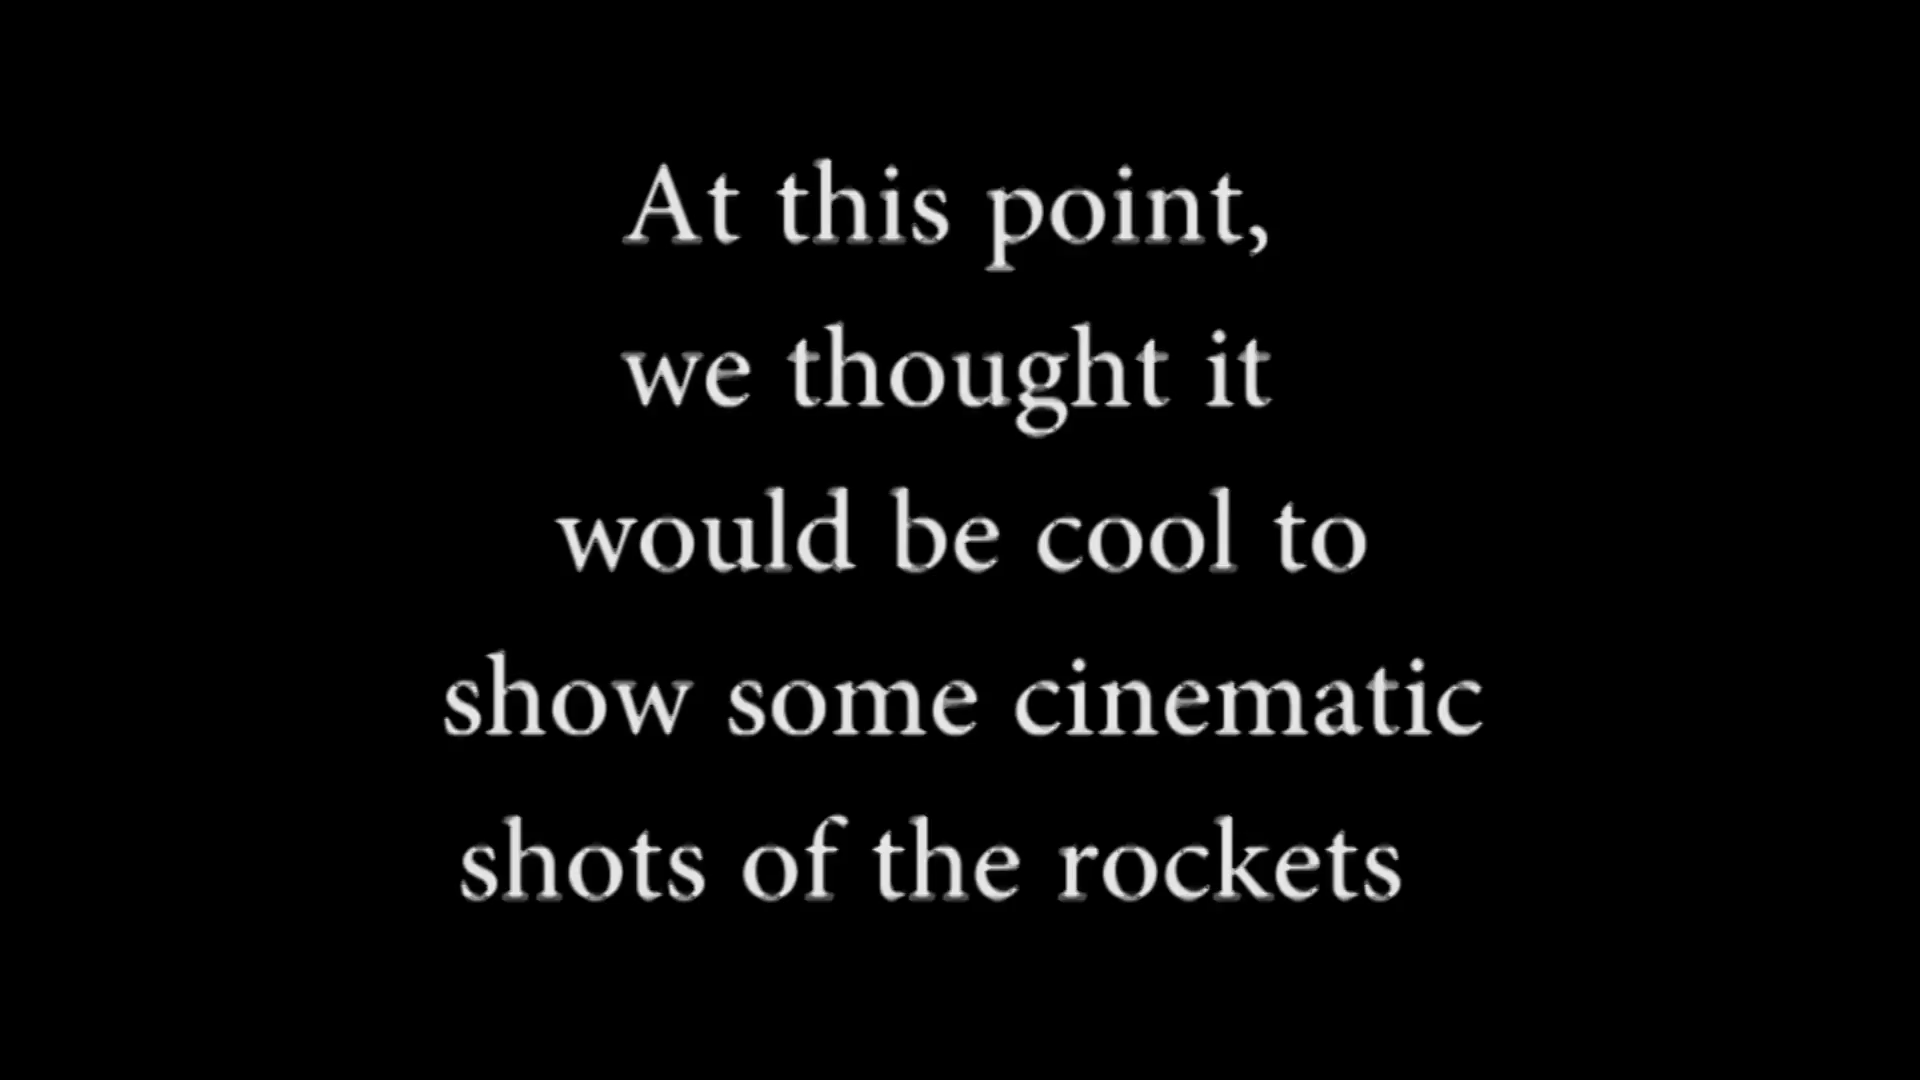 At this point,
we thought it
would be cool to
show some cinematic
shots of the rockets